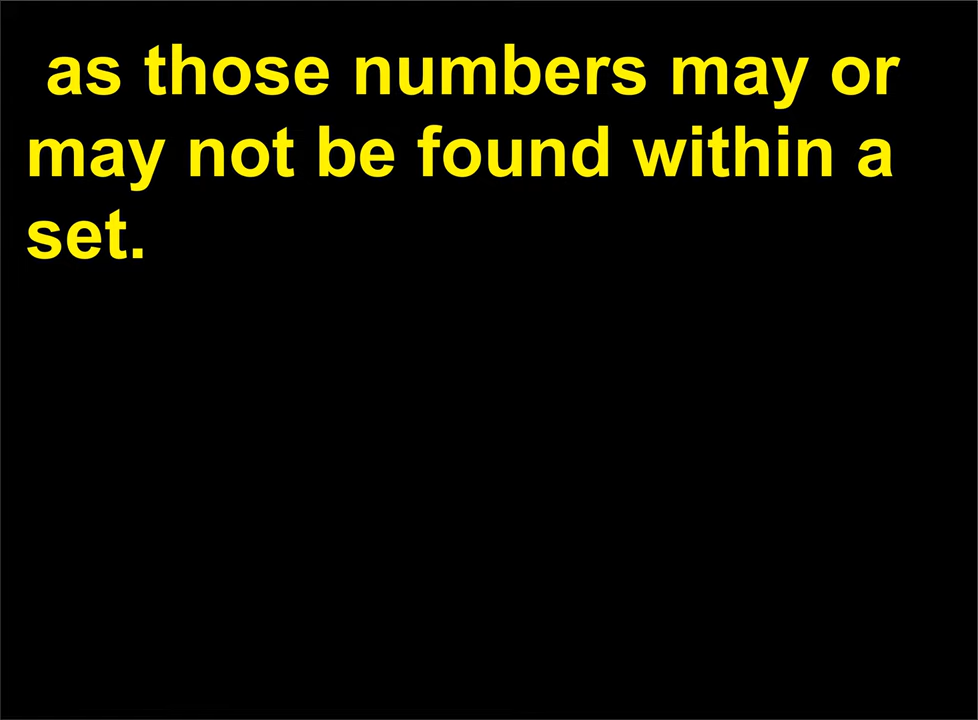 as those numbers may or
may not be found within a
set.